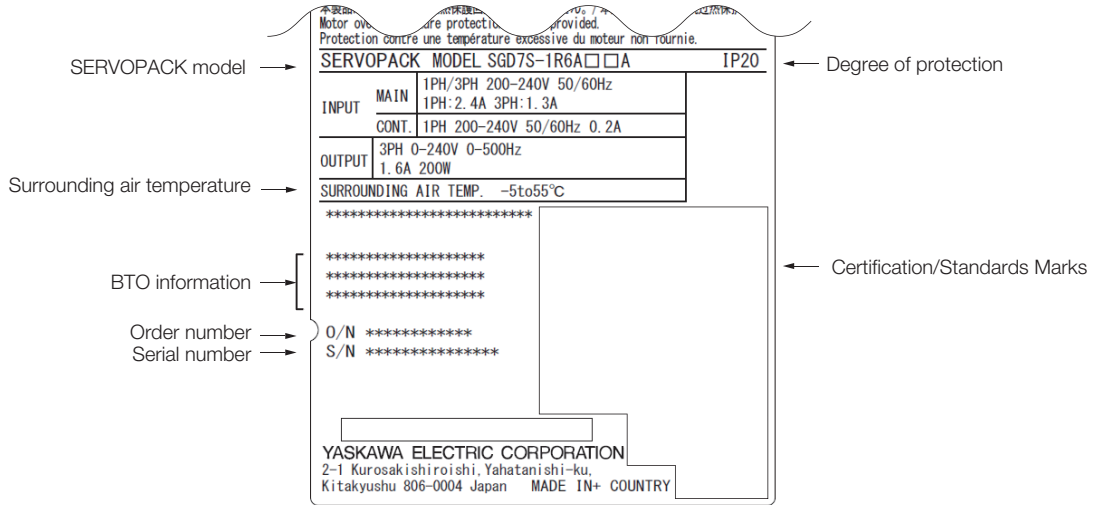 Motor ove re protecti provided.
Protection contre une température excessive du moteur non fournie.
SERVOPACK MODEL SGD7S-1R6A□□A IP20
SERVOPACK model
Degree of protection
INPUT MAIN 1PH/3PH 200-240V 50/60Hz
1PH:2.4A 3PH:1.3A
CONT. 1PH 200-240V 50/60Hz 0.2A
OUTPUT 3PH 0-240V 0-500Hz
1.6A 200W
Surrounding air temperature
SURROUNDING AIR TEMP. -5to55℃
**************************
BTO information
********************
********************
********************
Certification/Standards Marks
Order number
O/N ************
Serial number
S/N ***************
YASKAWA ELECTRIC CORPORATION
2-1 Kurosakishiroishi,Yahatanishi-ku,
Kitakyushu 806-0004 Japan MADE IN+ COUNTRY